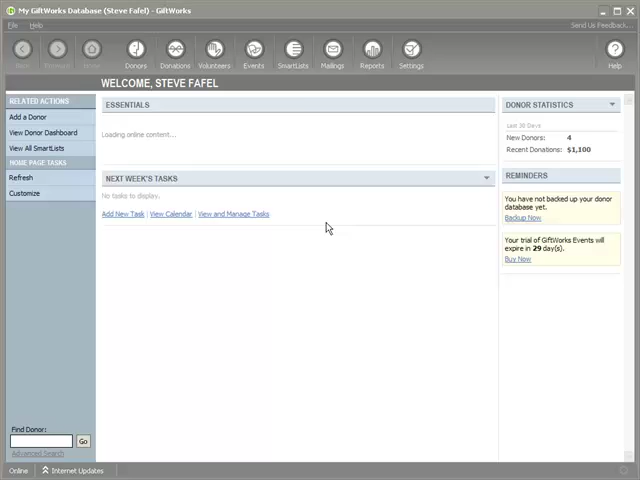 My GiftWorks Database (Steve Fafel) - GiftWorks
File Help Send Us Feedback...
Back Forward Home Donors Donations Volunteers Events SmartLists Mailings Reports Settings Help
WELCOME, STEVE FAFEL
RELATED ACTIONS
Add a Donor
View Donor Dashboard
View All SmartLists
HOME PAGE TASKS
Refresh
Customize
ESSENTIALS
Loading online content...
NEXT WEEK'S TASKS
No tasks to display.
Add New Task | View Calendar | View and Manage Tasks
DONOR STATISTICS
Last 30 Days
New Donors: 4
Recent Donations: $1,100
REMINDERS
You have not backed up your donor
database yet.
Backup Now
Your trial of GiftWorks Events will
expire in 29 day(s).
Buy Now
Find Donor:
Go
Advanced Search
Online Internet Updates